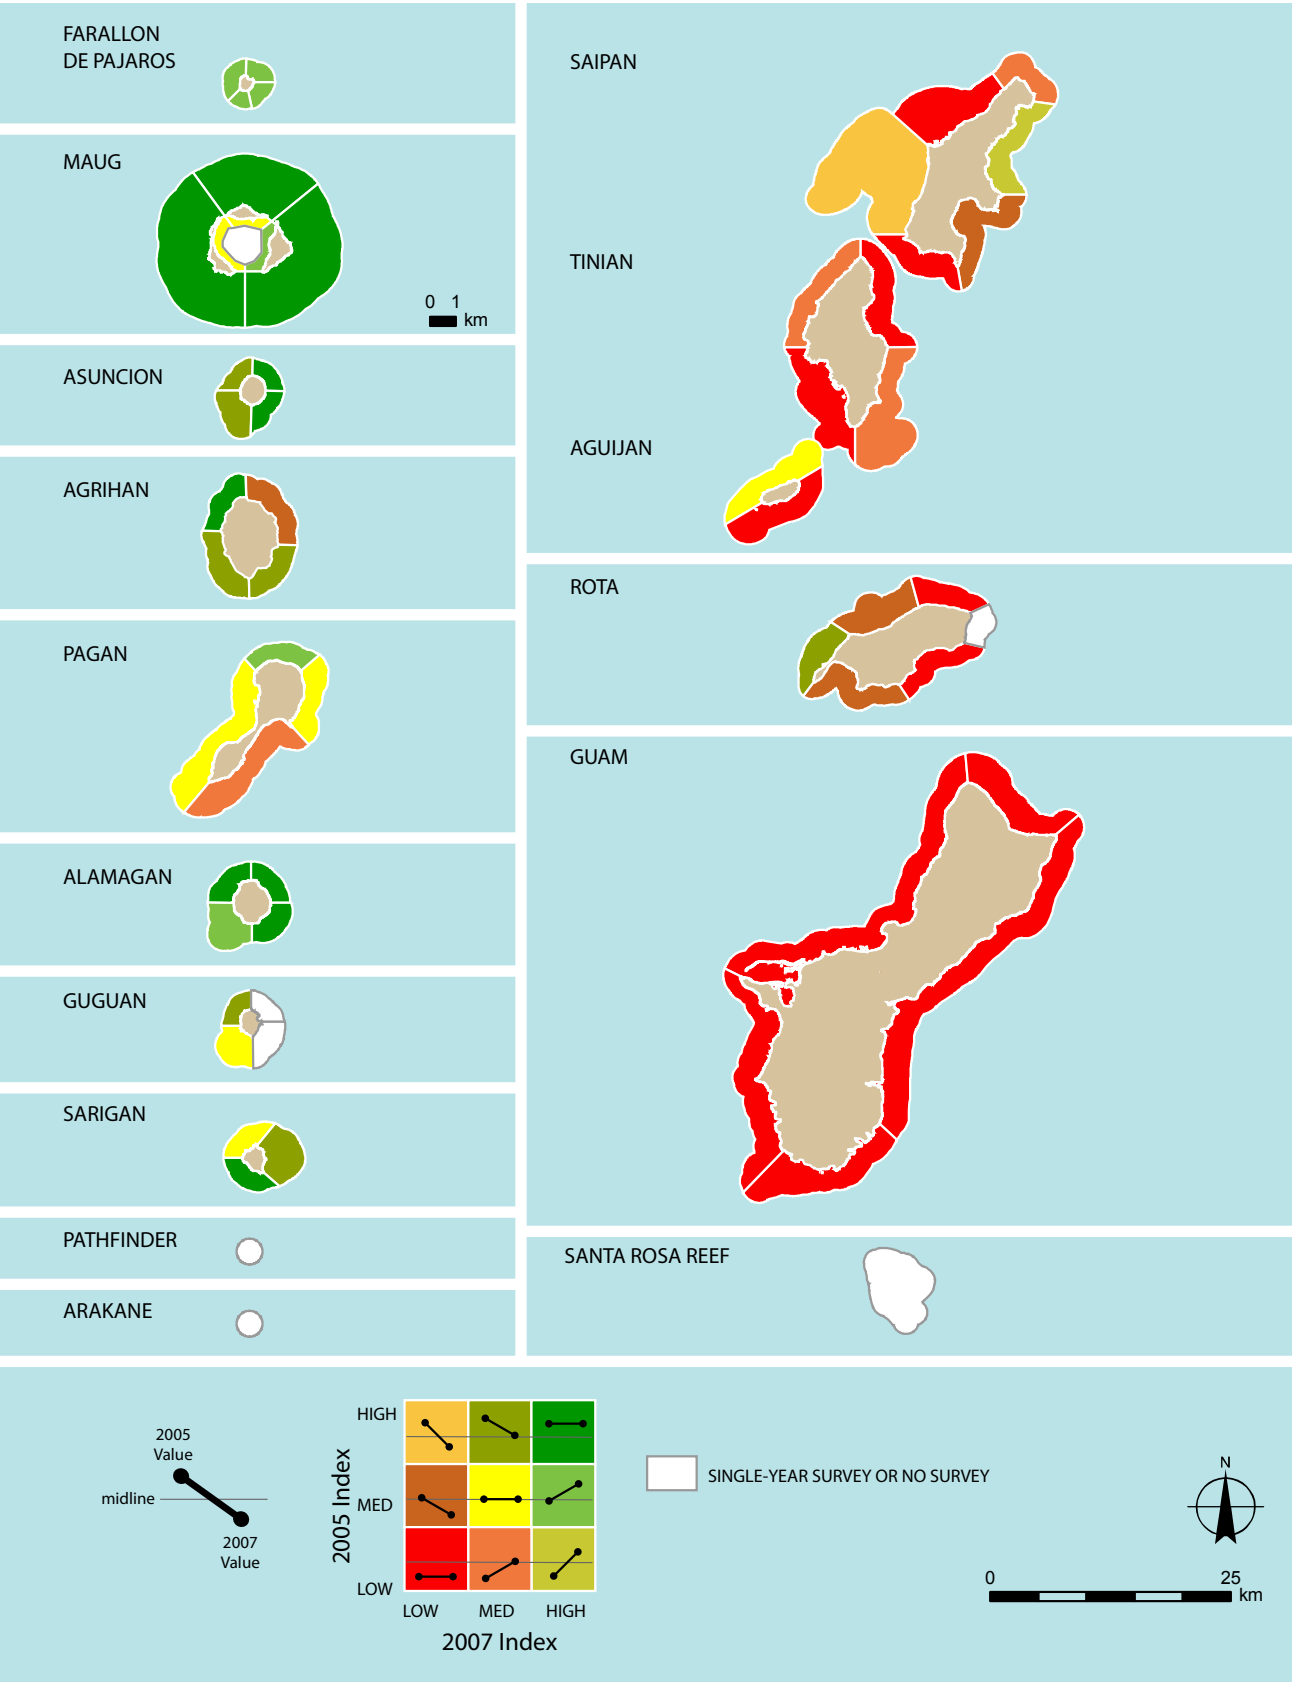 FARALLON
DE PAJAROS
MAUG
0 1
km
ASUNCION
AGRIHAN
PAGAN
ALAMAGAN
GUGUAN
SARIGAN
PATHFINDER
ARAKANE
SAIPAN
TINIAN
AGUIJAN
ROTA
GUAM
SANTA ROSA REEF
2005
Value
midline
2007
Value
2005 Index
HIGH
MED
LOW
LOW MED HIGH
2007 Index
SINGLE-YEAR SURVEY OR NO SURVEY
N
0 25
km